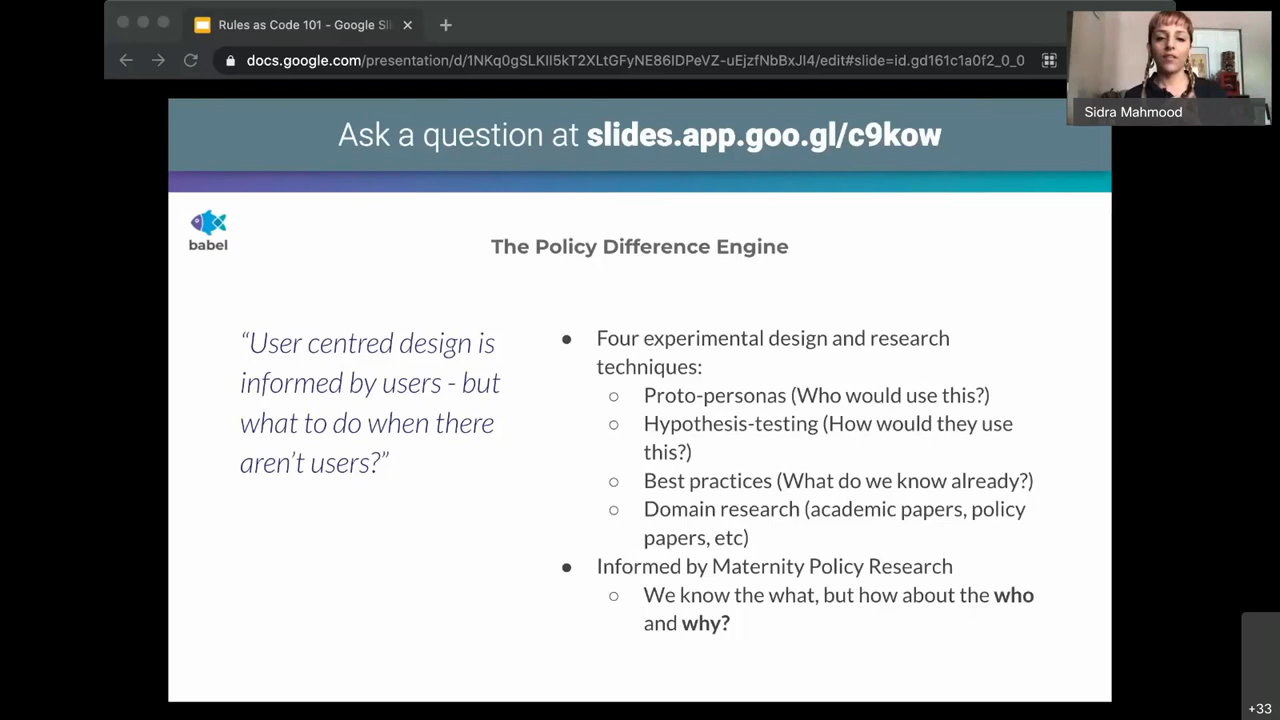 Rules as Code 101 - Google Sli
docs.google.com/presentation/d/1NKq0gSLKIl5kT2XLtGFyNE86IDPeVZ-uEjzfNbBxJI4/edit#slide=id.gd161c1a0f2_0_0
Sidra Mahmood
Ask a question at slides.app.goo.gl/c9kow
babel
The Policy Difference Engine
“User centred design is
informed by users - but
what to do when there
aren’t users?”
● Four experimental design and research
techniques:
○ Proto-personas (Who would use this?)
○ Hypothesis-testing (How would they use
this?)
○ Best practices (What do we know already?)
○ Domain research (academic papers, policy
papers, etc)
● Informed by Maternity Policy Research
○ We know the what, but how about the who
and why?
+33